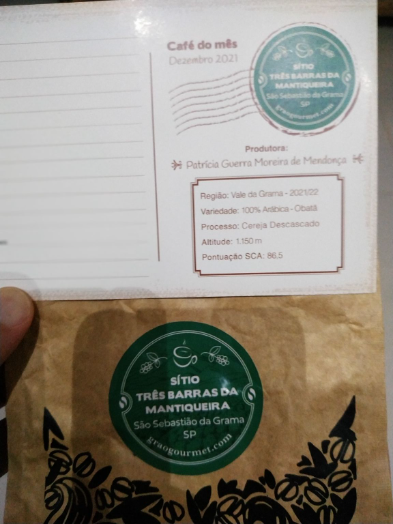 Café do mês
Dezembro 2021
SÍTIO
TRÊS BARRAS DA
MANTIQUEIRA
São Sebastião da Grama
SP
graogourmet.com
Produtora:
Patrícia Guerra Moreira de Mendonça
Região: Vale da Grama - 2021/22
Variedade: 100% Arábica - Obatã
Processo: Cereja Descascado
Altitude: 1.150 m
Pontuação SCA: 86.5
SÍTIO
TRÊS BARRAS DA
MANTIQUEIRA
São Sebastião da Grama
SP
graogourmet.com